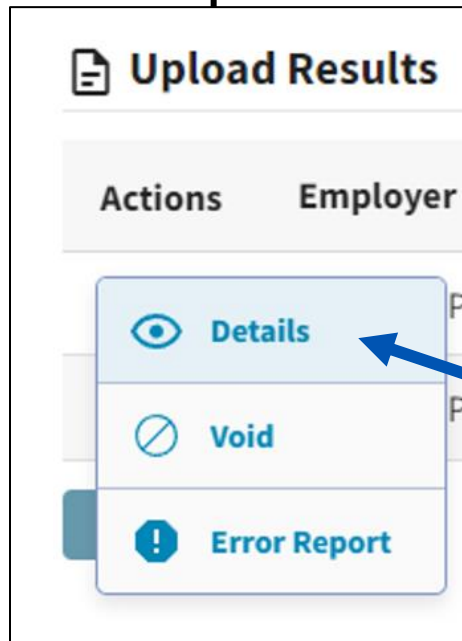 Upload Results
Actions Employer
P
Details
P
Void
Error Report